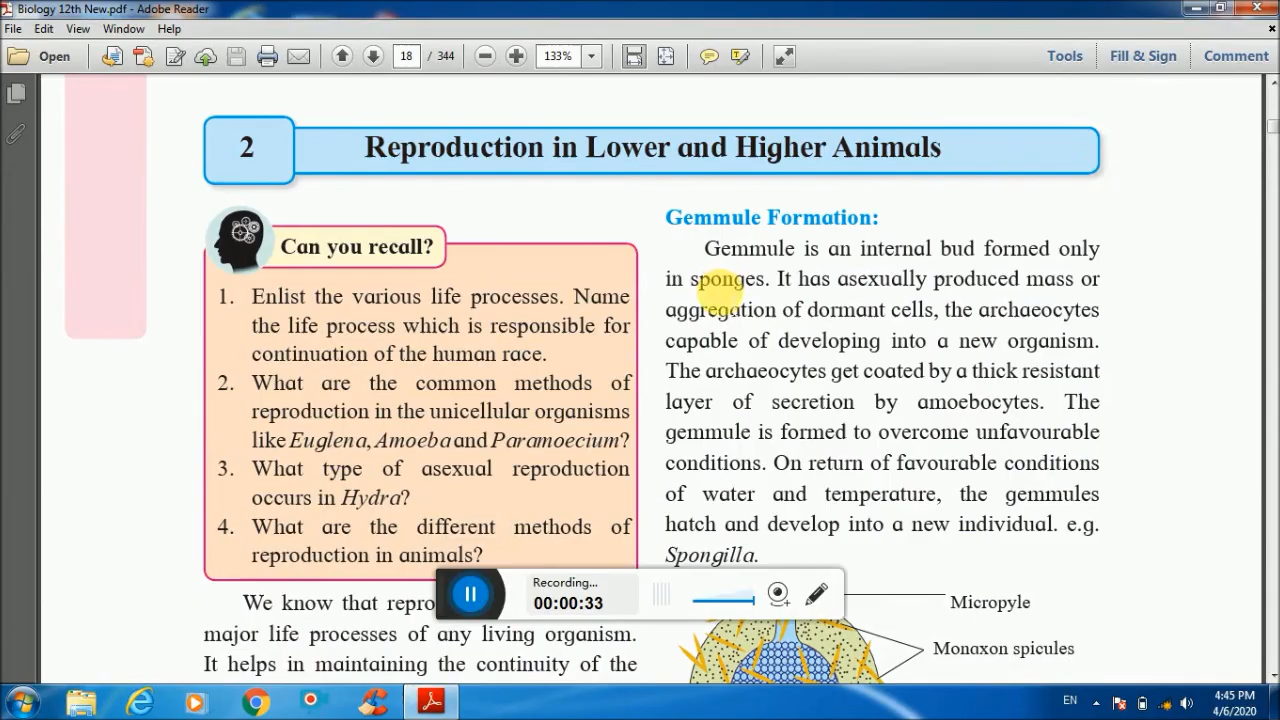 Biology 12th New.pdf - Adobe Reader
File Edit View Window Help
Open 18 / 344 133% Tools Fill & Sign Comment
2 Reproduction in Lower and Higher Animals
Can you recall?
1. Enlist the various life processes. Name
the life process which is responsible for
continuation of the human race.
2. What are the common methods of
reproduction in the unicellular organisms
like Euglena, Amoeba and Paramoecium?
3. What type of asexual reproduction
occurs in Hydra?
4. What are the different methods of
reproduction in animals?
We know that repro
major life processes of any living organism.
It helps in maintaining the continuity of the
Gemmule Formation:
Gemmule is an internal bud formed only
in sponges. It has asexually produced mass or
aggregation of dormant cells, the archaeocytes
capable of developing into a new organism.
The archaeocytes get coated by a thick resistant
layer of secretion by amoebocytes. The
gemmule is formed to overcome unfavourable
conditions. On return of favourable conditions
of water and temperature, the gemmules
hatch and develop into a new individual. e.g.
Spongilla.
Micropyle
Monaxon spicules
Recording...
00:00:33
EN
4:45 PM
4/6/2020